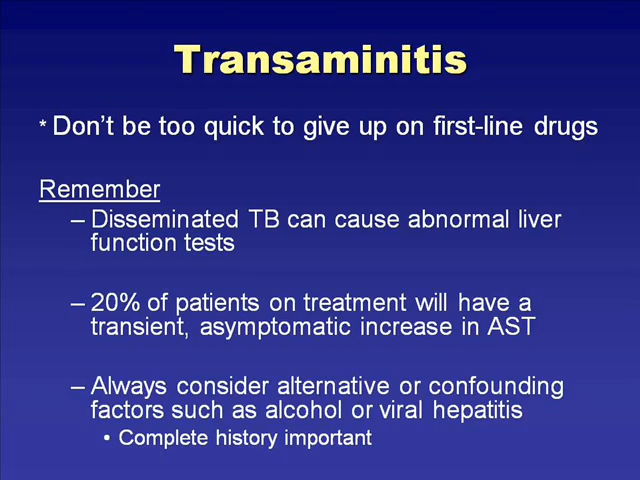 Transaminitis
* Don't be too quick to give up on first-line drugs
Remember
– Disseminated TB can cause abnormal liver
function tests
– 20% of patients on treatment will have a
transient, asymptomatic increase in AST
– Always consider alternative or confounding
factors such as alcohol or viral hepatitis
• Complete history important